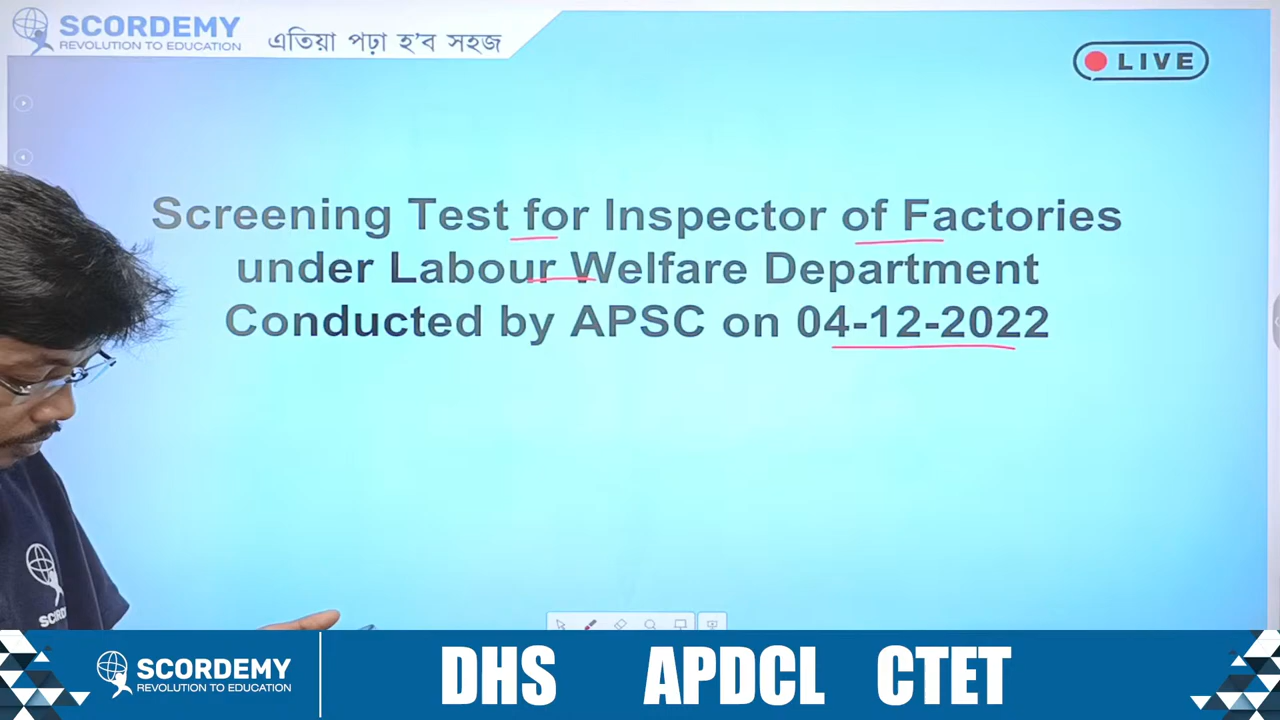 SCORDEMY
REVOLUTION TO EDUCATION
এতিয়া পঢ়া হ'ব সহজ
LIVE
Screening Test for Inspector of Factories
under Labour Welfare Department
Conducted by APSC on 04-12-2022
SCORDEMY
REVOLUTION TO EDUCATION
DHS APDCL CTET